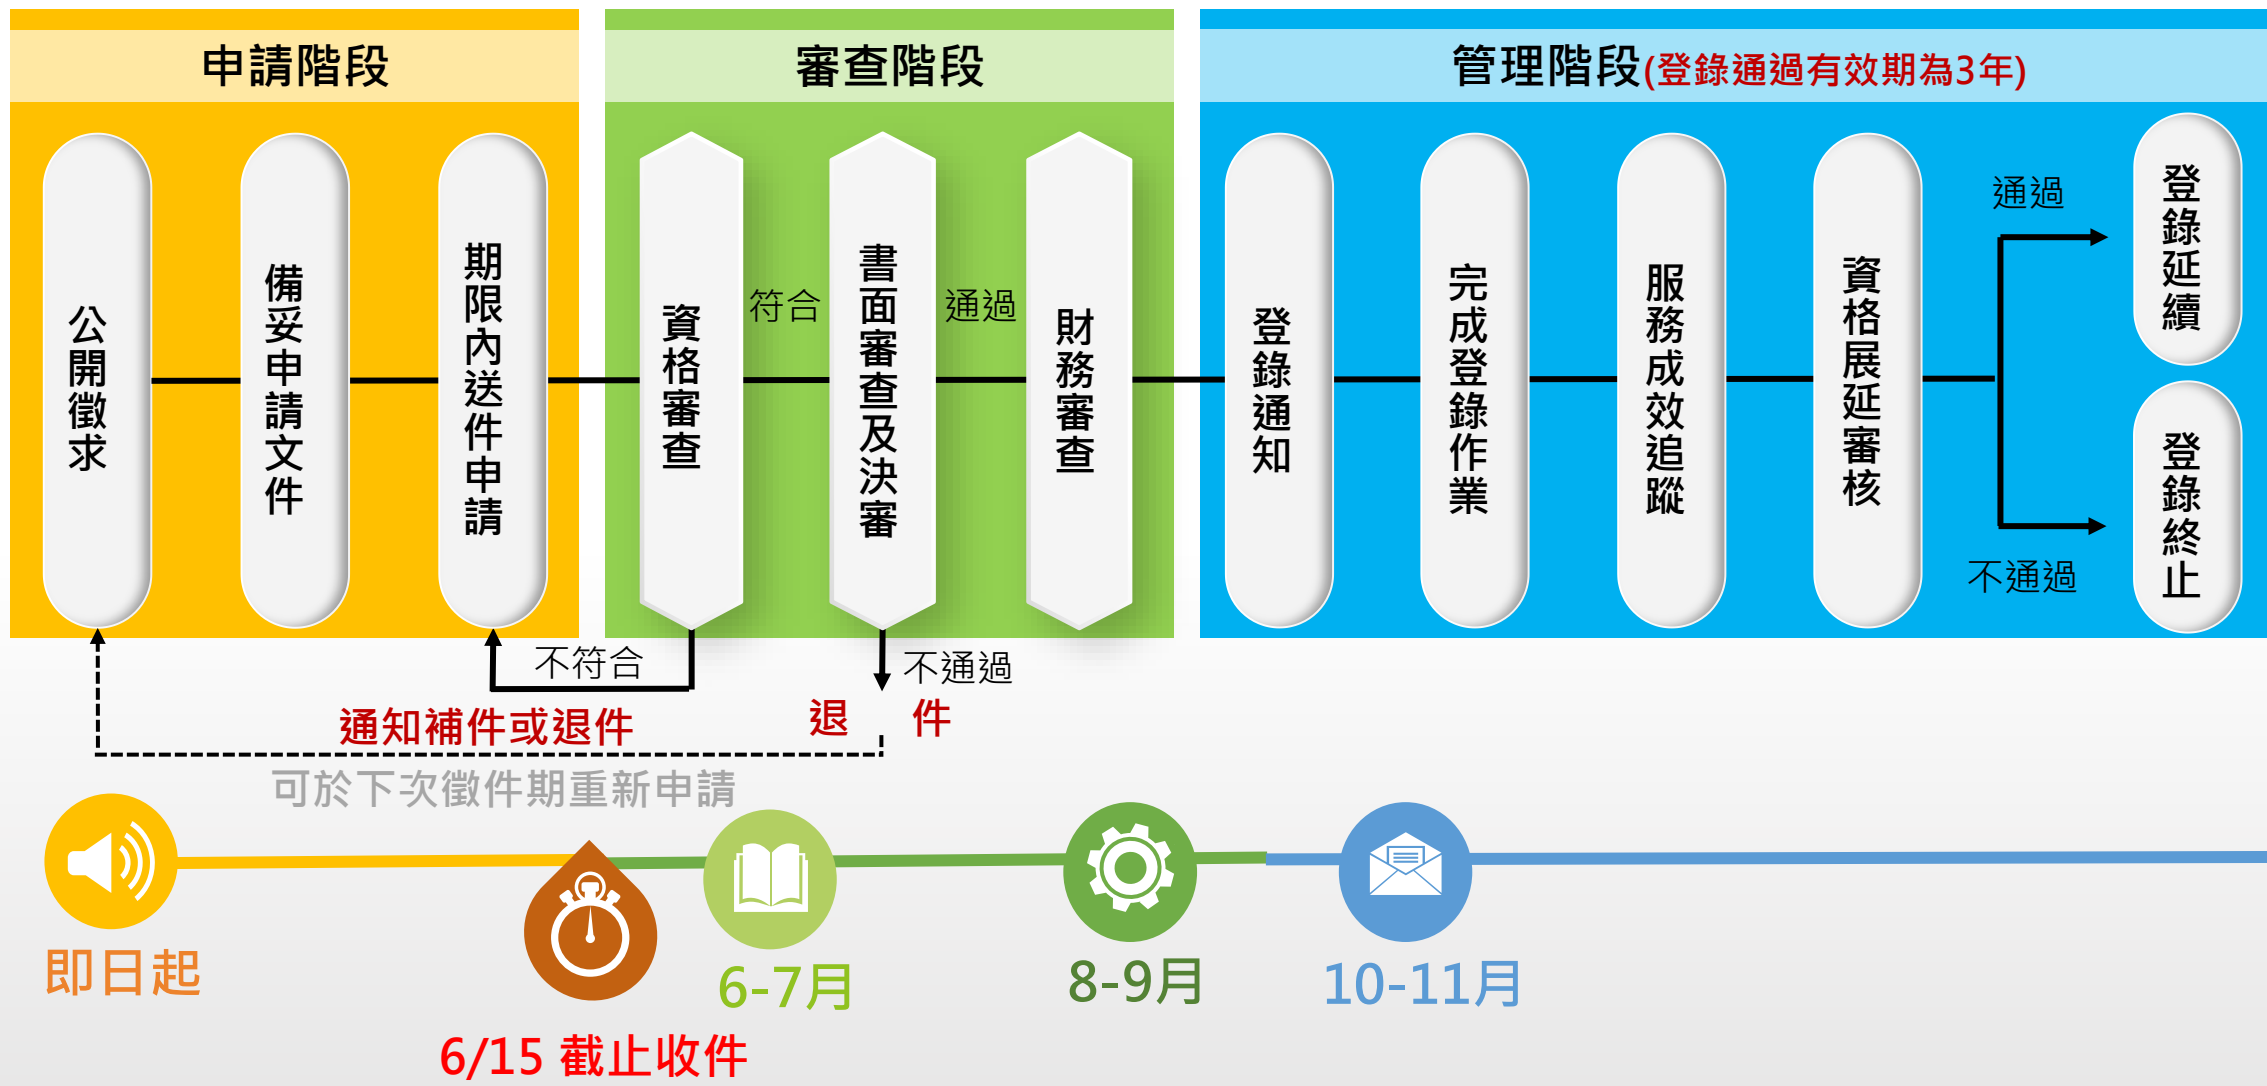 申請階段
審查階段
管理階段(登錄通過有效期為3年)
公開徵求
備妥申請文件
期限內送件申請
資格審查
符合
書面審查及決審
通過
財務審查
登錄通知
完成登錄作業
服務成效追蹤
資格展延審核
通過
登錄延續
不通過
登錄終止
不符合
通知補件或退件
不通過
退 件
可於下次徵件期重新申請
即日起
6/15 截止收件
6-7月
8-9月
10-11月